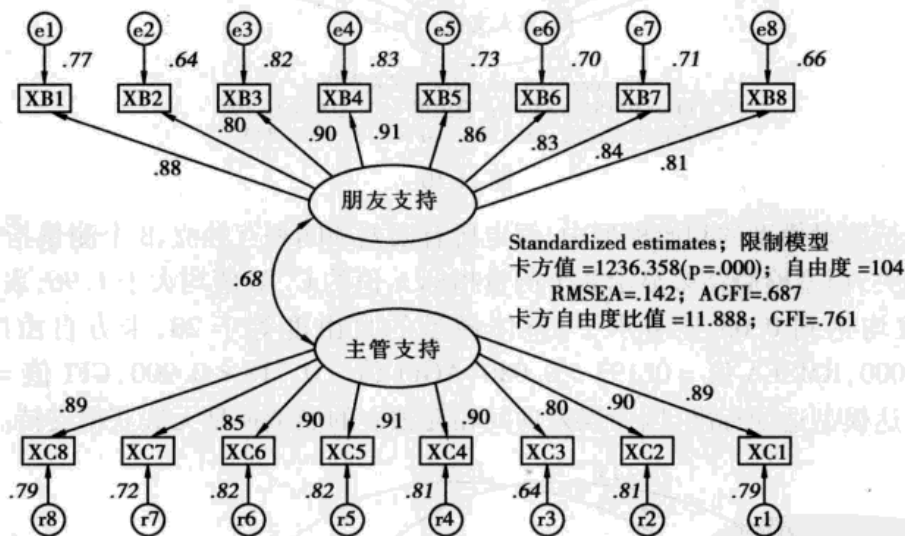 e1 e2 e3 e4 e5 e6 e7 e8
.77 .64 .82 .83 .73 .70 .71 .66
XB1 XB2 XB3 XB4 XB5 XB6 XB7 XB8
.88 .80 .90 .91 .86 .83 .84 .81
朋友支持
Standardized estimates；限制模型
卡方值=1236.358(p=.000)；自由度=104
RMSEA=.142；AGFI=.687
卡方自由度比值=11.888；GFI=.761
.68
主管支持
.89 .85 .90 .91 .90 .80 .90 .89
XC8 XC7 XC6 XC5 XC4 XC3 XC2 XC1
.79 .72 .82 .82 .81 .64 .81 .79
r8 r7 r6 r5 r4 r3 r2 r1